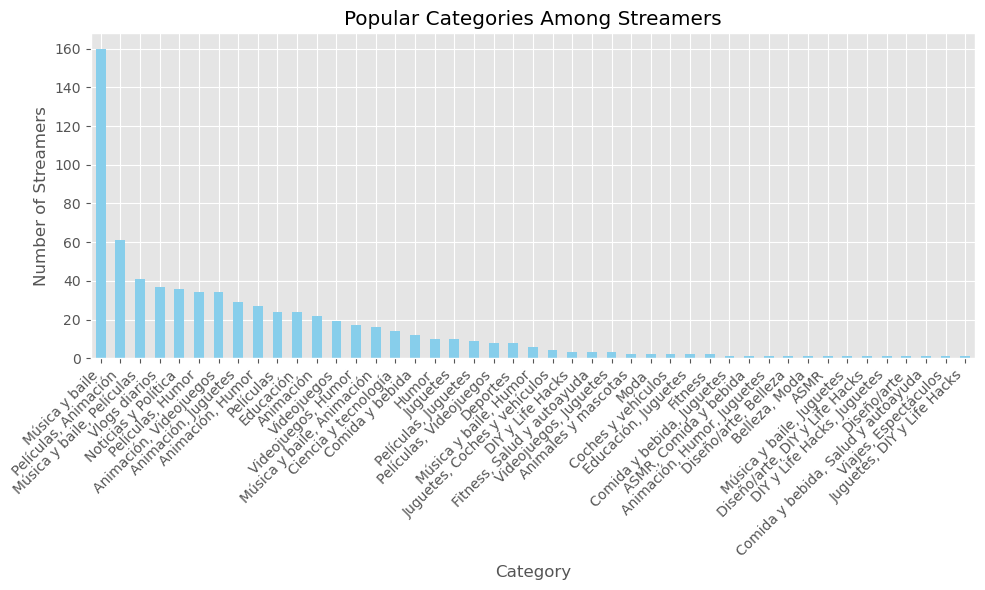 Popular Categories Among Streamers
Number of Streamers
160
140
120
100
80
60
40
20
0
Música y baile
Películas, Animación
Música y baile, Películas
Vlogs diarios
Noticias y Política
Películas, Humor
Animación, Videojuegos
Animación, Juguetes
Animación, Humor
Películas
Educación
Animación
Videojuegos
Videojuegos, Humor
Música y baile, Animación
Ciencia y tecnología
Comida y bebida
Humor
Juguetes
Películas, Juguetes
Películas, Videojuegos
Deportes
Música y baile, Humor
Juguetes, Coches y vehículos
DIY y Life Hacks
Fitness, Salud y autoayuda
Videojuegos, Juguetes
Animales y mascotas
Moda
Coches y vehículos
Educación, Juguetes
Fitness
Comida y bebida, Juguetes
ASMR, Comida y bebida
Animación, Humor, Juguetes
Diseño/arte, Belleza
Belleza, Moda
ASMR
Música y baile, Juguetes
Diseño/arte, DIY y Life Hacks
DIY y Life Hacks, Juguetes
Diseño/arte
Comida y bebida, Salud y autoayuda
Viajes, Espectáculos
Juguetes, DIY y Life Hacks
Category